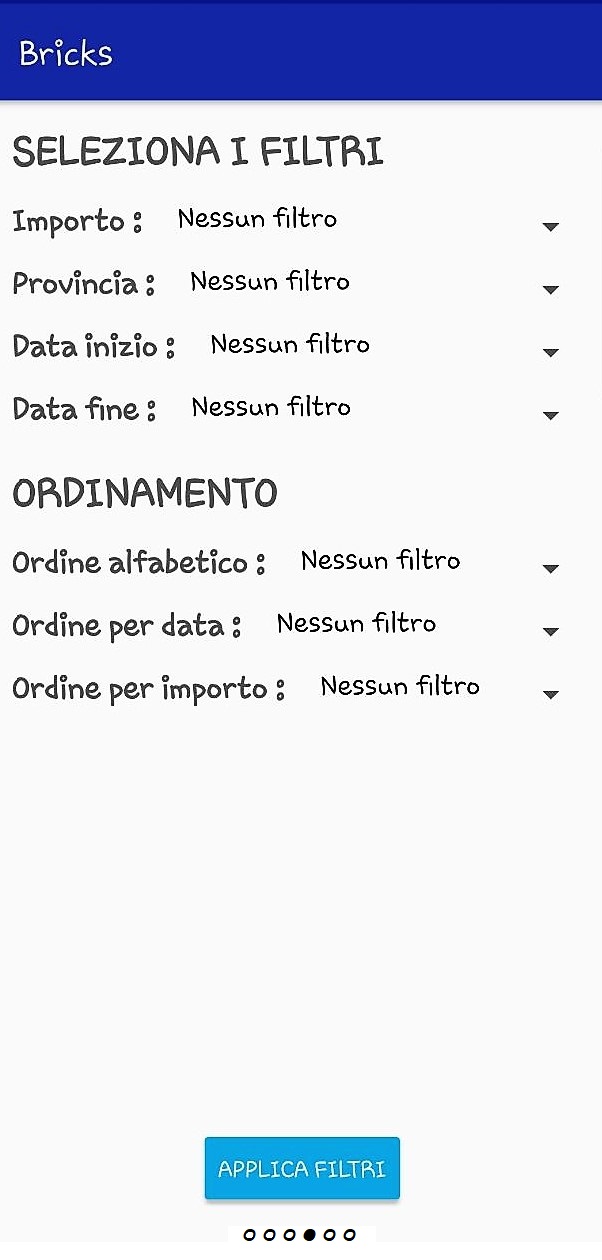 Bricks
SELEZIONA I FILTRI
Importo : Nessun filtro
Provincia : Nessun filtro
Data inizio : Nessun filtro
Data fine : Nessun filtro
ORDINAMENTO
Ordine alfabetico : Nessun filtro
Ordine per data : Nessun filtro
Ordine per importo : Nessun filtro
APPLICA FILTRI